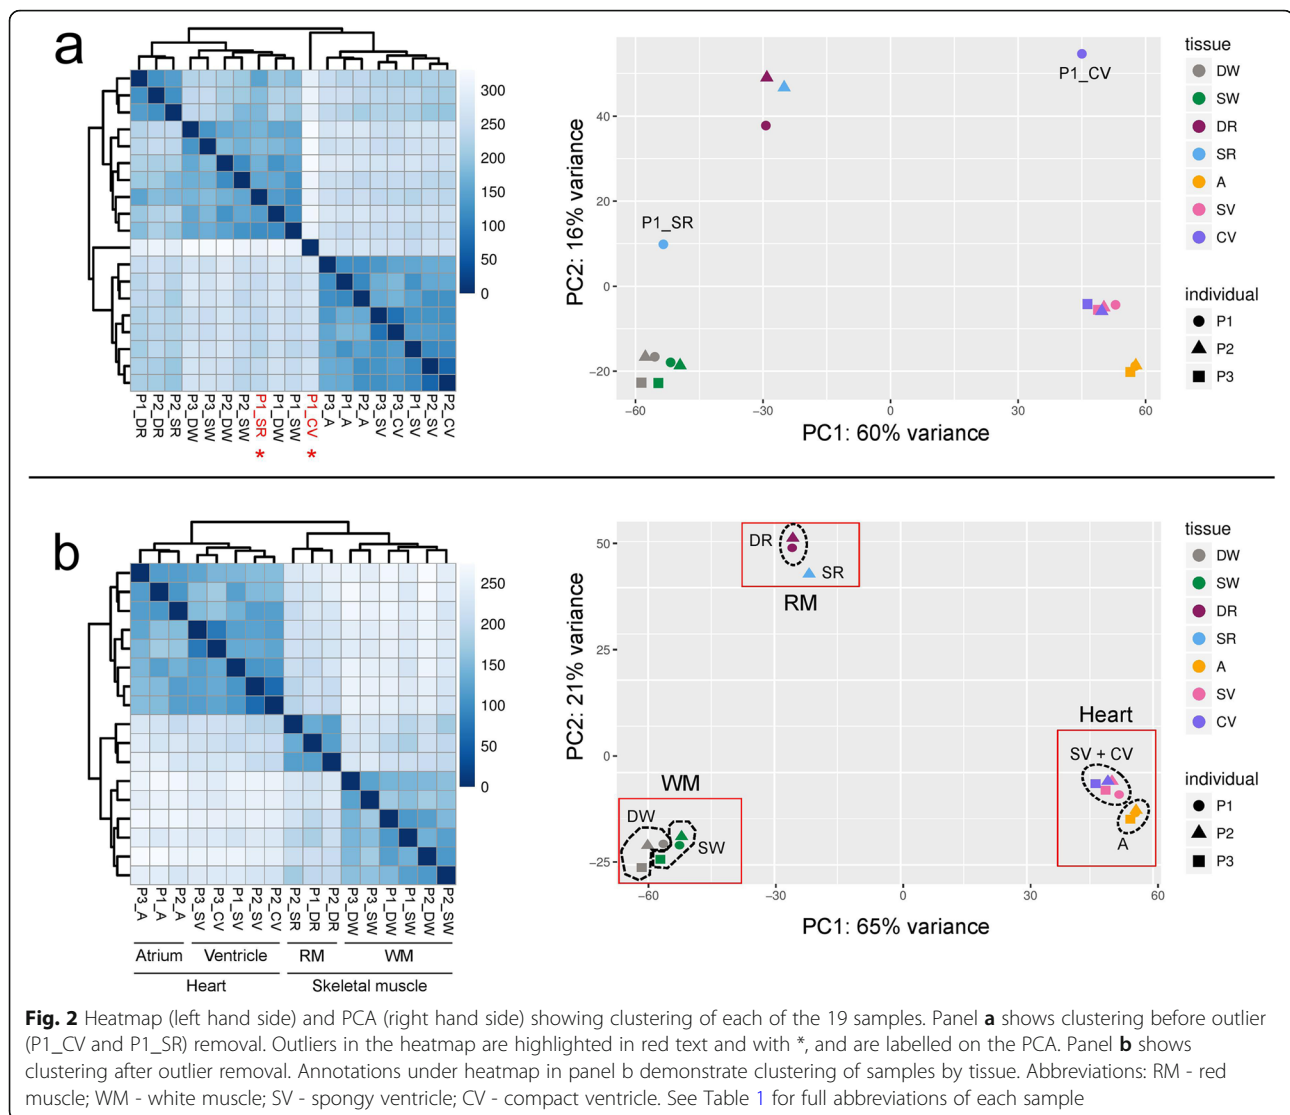 a
300
250
200
150
100
50
0
P1_DR
P2_DR
P2_SR
P3_DW
P3_SW
P2_DW
P2_SW
P1_SR
P1_DW
P1_SW
P1_CV
P3_A
P1_A
P2_A
P3_SV
P3_CV
P1_SV
P2_SV
P2_CV
* *
PC2: 16% variance
40
20
0
−20
P1_CV
P1_SR
−60 −30 0 30 60
PC1: 60% variance
tissue
DW
SW
DR
SR
A
SV
CV
individual
P1
P2
P3
b
250
200
150
100
50
0
P3_A
P1_A
P2_A
P3_SV
P3_CV
P1_SV
P2_SV
P2_CV
P2_SR
P1_DR
P2_DR
P3_DW
P3_SW
P1_DW
P1_SW
P2_DW
P2_SW
Atrium Ventricle RM WM
Heart Skeletal muscle
PC2: 21% variance
50
25
0
−25
DR
SR
RM
Heart
SV + CV
A
WM
DW
SW
−60 −30 0 30 60
PC1: 65% variance
tissue
DW
SW
DR
SR
A
SV
CV
individual
P1
P2
P3
Fig. 2 Heatmap (left hand side) and PCA (right hand side) showing clustering of each of the 19 samples. Panel a shows clustering before outlier
(P1_CV and P1_SR) removal. Outliers in the heatmap are highlighted in red text and with *, and are labelled on the PCA. Panel b shows
clustering after outlier removal. Annotations under heatmap in panel b demonstrate clustering of samples by tissue. Abbreviations: RM - red
muscle; WM - white muscle; SV - spongy ventricle; CV - compact ventricle. See Table 1 for full abbreviations of each sample